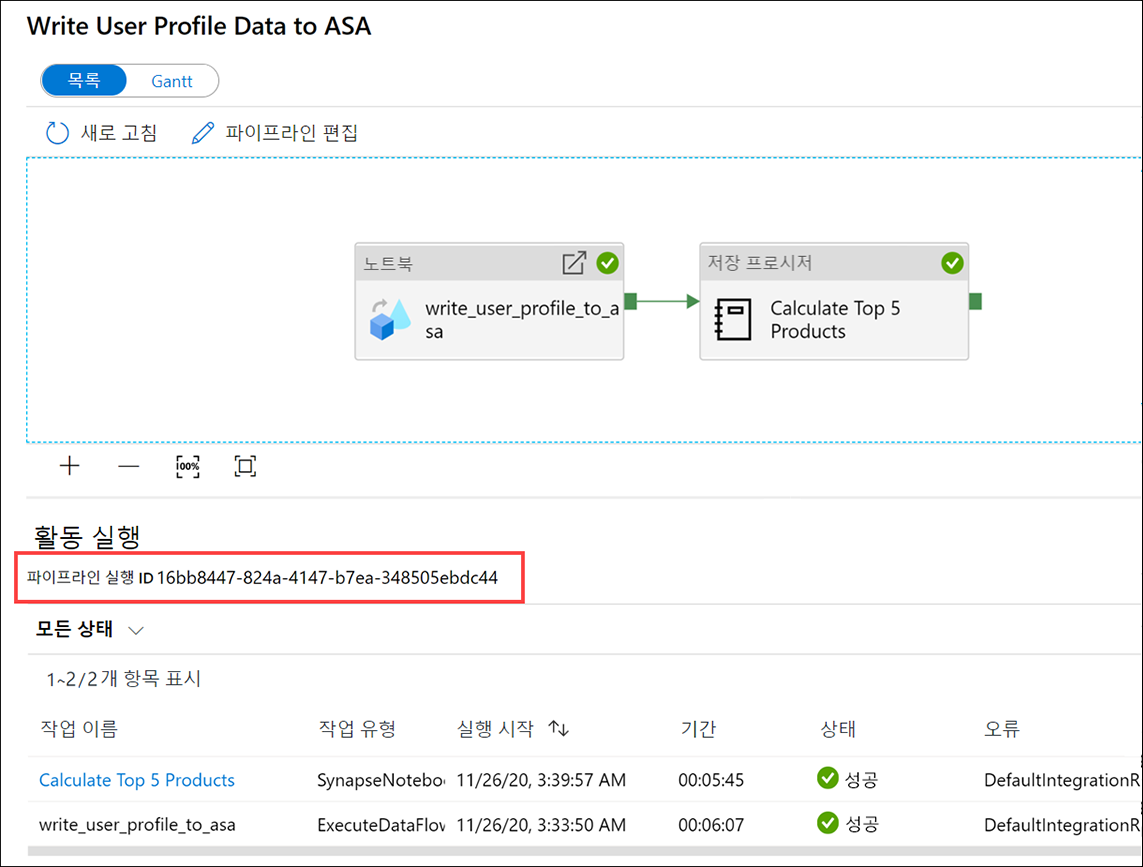 Write User Profile Data to ASA
목록 Gantt
새로 고침 파이프라인 편집
노트북
write_user_profile_to_a
sa
저장 프로시저
Calculate Top 5
Products
100%
활동 실행
파이프라인 실행 ID 16bb8447-824a-4147-b7ea-348505ebdc44
모든 상태
1~2/2개 항목 표시
작업 이름 작업 유형 실행 시작 기간 상태 오류
Calculate Top 5 Products SynapseNotebo 11/26/20, 3:39:57 AM 00:05:45 성공 DefaultIntegrationR
write_user_profile_to_asa ExecuteDataFlow 11/26/20, 3:33:50 AM 00:06:07 성공 DefaultIntegrationR